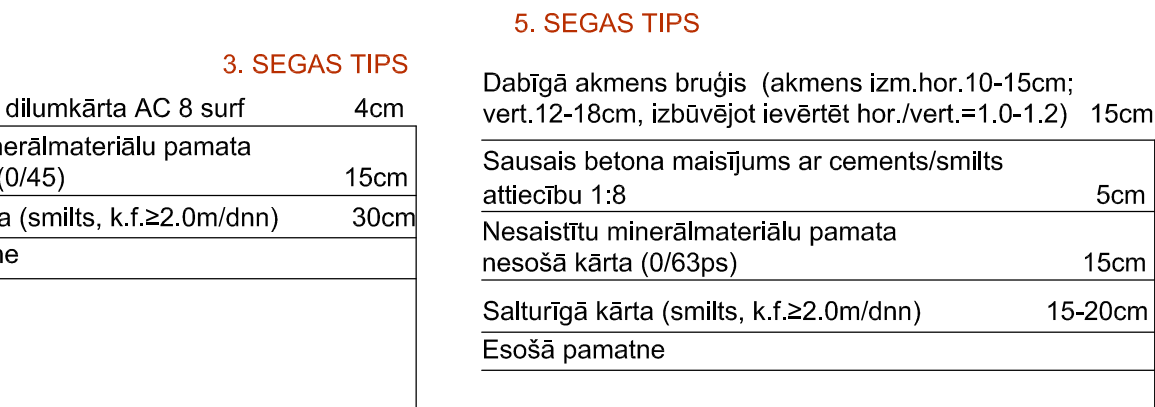 3. SEGAS TIPS
dilumkārta AC 8 surf 4cm
nerālmateriālu pamata
(0/45) 15cm
a (smilts, k.f.≥2.0m/dnn) 30cm
ne
5. SEGAS TIPS
Dabīgā akmens bruģis (akmens izm.hor.10-15cm;
vert.12-18cm, izbūvējot ievērtēt hor./vert.=1.0-1.2) 15cm
Sausais betona maisījums ar cements/smilts
attiecību 1:8 5cm
Nesaistītu minerālmateriālu pamata
nesošā kārta (0/63ps) 15cm
Salturīgā kārta (smilts, k.f.≥2.0m/dnn) 15-20cm
Esošā pamatne